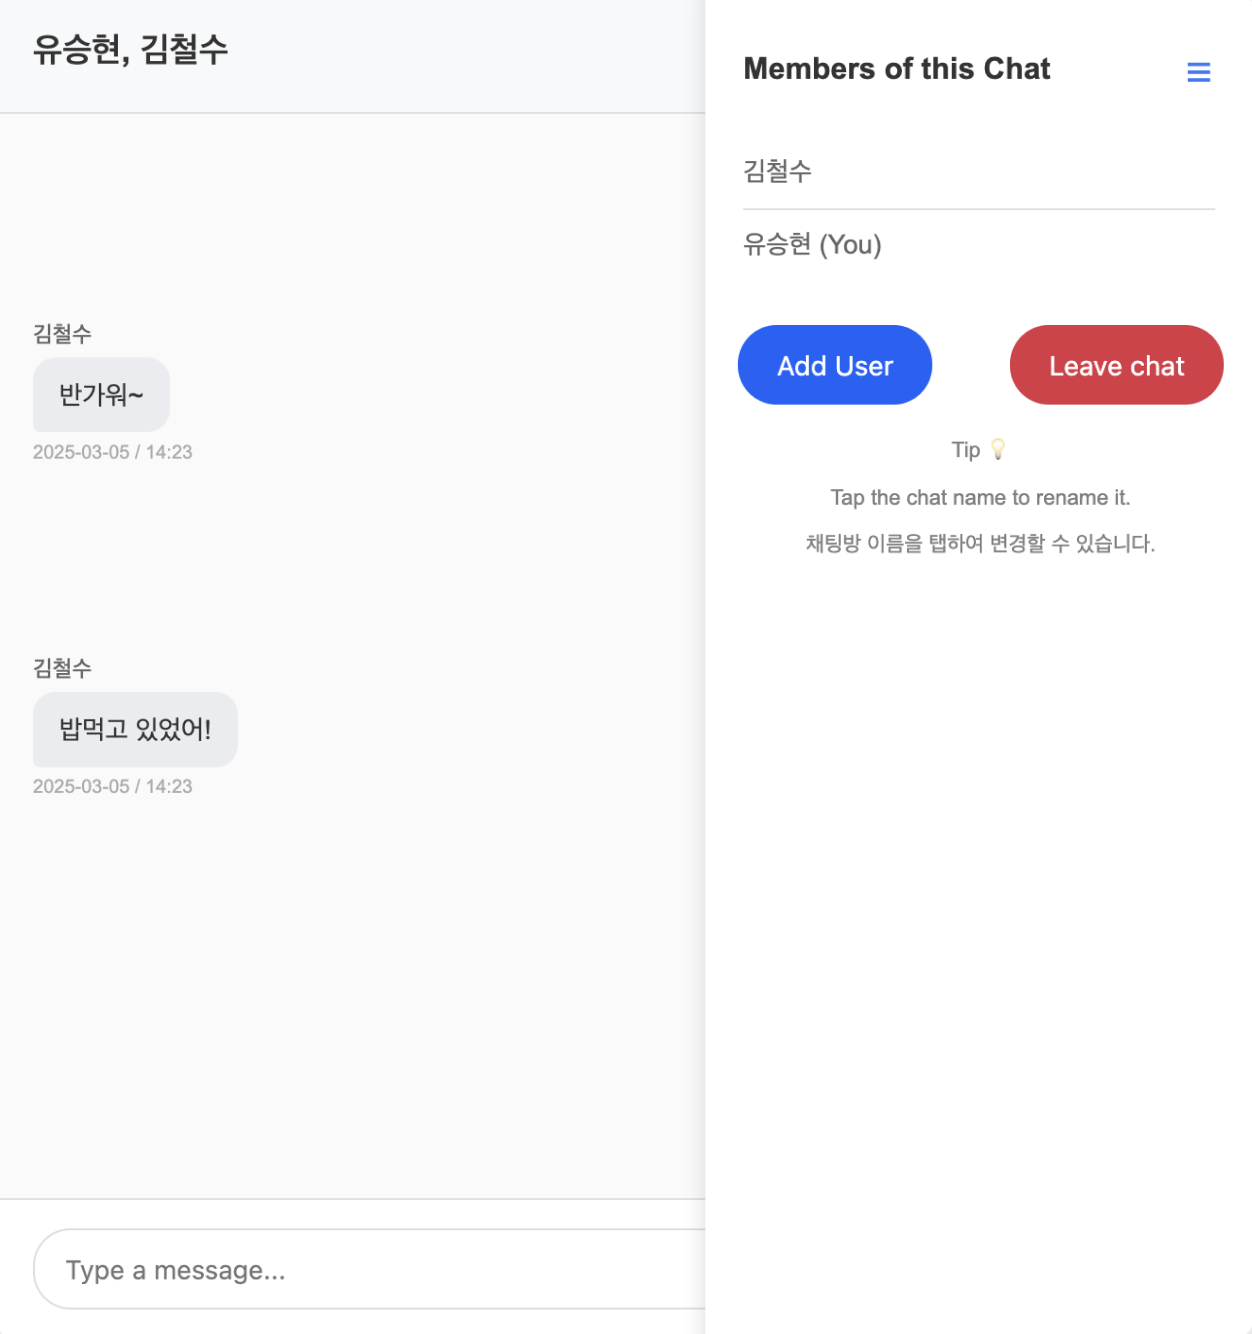 유승현, 김철수
김철수
반가워~
2025-03-05 / 14:23
김철수
밥먹고 있었어!
2025-03-05 / 14:23
Type a message...
Members of this Chat
김철수
유승현 (You)
Add User
Leave chat
Tip 💡
Tap the chat name to rename it.
채팅방 이름을 탭하여 변경할 수 있습니다.